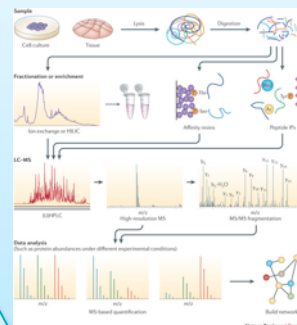 Sample
Lysis
Digestion
Cell culture
Tissue
Fractionation or enrichment
Ion exchange or HILIC
Affinity resins
Peptide IPs
LC–MS
m/z
m/z
High-resolution MS
MS/MS fragmentation
Data analysis
(Such as protein abundances under different experimental conditions)
m/z
m/z
m/z
MS-based quantification
Build network